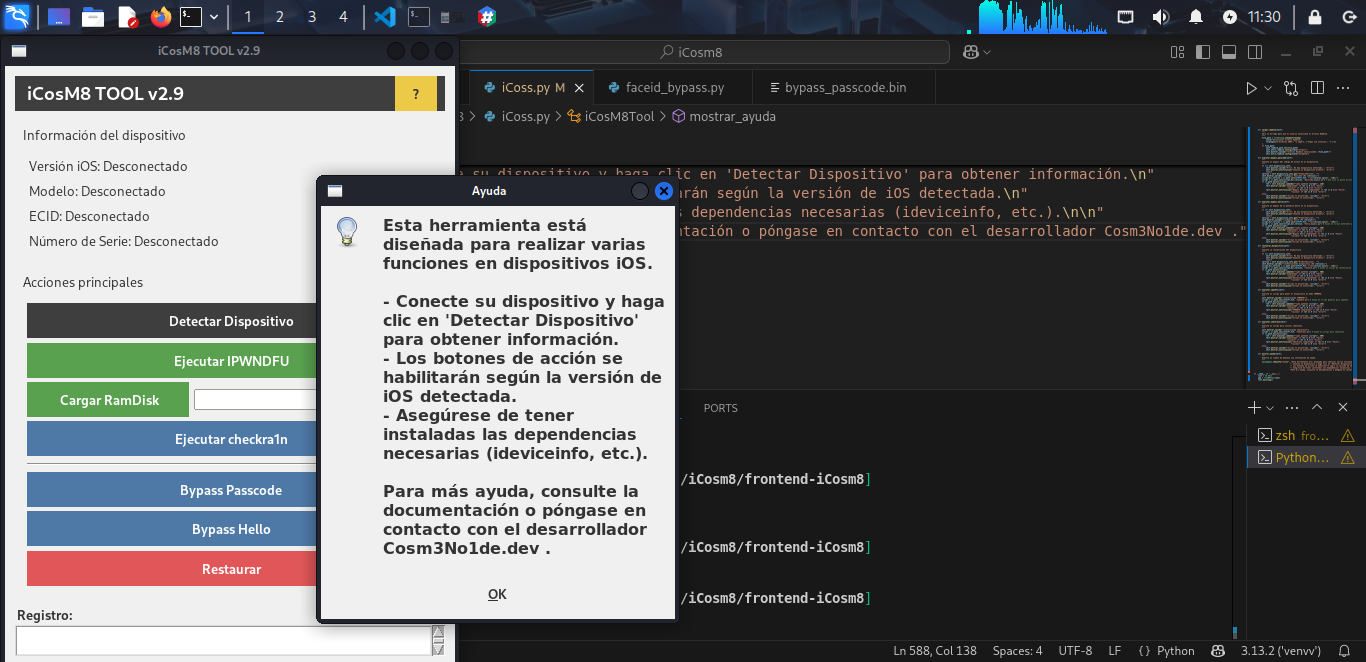 1 2 3 4
11:30
iCosM8 TOOL v2.9
iCosM8 TOOL v2.9
?
Información del dispositivo
Versión iOS: Desconectado
Modelo: Desconectado
ECID: Desconectado
Número de Serie: Desconectado
Acciones principales
Detectar Dispositivo
Ejecutar IPWNDFU
Cargar RamDisk
Ejecutar checkra1n
Bypass Passcode
Bypass Hello
Restaurar
Registro:
Ayuda
Esta herramienta está
diseñada para realizar varias
funciones en dispositivos iOS.
- Conecte su dispositivo y haga
clic en 'Detectar Dispositivo'
para obtener información.
- Los botones de acción se
habilitarán según la versión de
iOS detectada.
- Asegúrese de tener
instaladas las dependencias
necesarias (ideviceinfo, etc.).
Para más ayuda, consulte la
documentación o póngase en
contacto con el desarrollador
Cosm3No1de.dev .
OK
iCosm8
iCoss.py M
faceid_bypass.py
bypass_passcode.bin
8 > iCoss.py > iCosM8Tool > mostrar_ayuda
a su dispositivo y haga clic en 'Detectar Dispositivo' para obtener información.\n"
arán según la versión de iOS detectada.\n"
s dependencias necesarias (ideviceinfo, etc.).\n\n"
ntación o póngase en contacto con el desarrollador Cosm3No1de.dev ."
PORTS
zsh fro...
Python...
/iCosm8/frontend-iCosm8]
/iCosm8/frontend-iCosm8]
/iCosm8/frontend-iCosm8]
Ln 588, Col 138 Spaces: 4 UTF-8 LF {} Python 3.13.2 ('venvv')